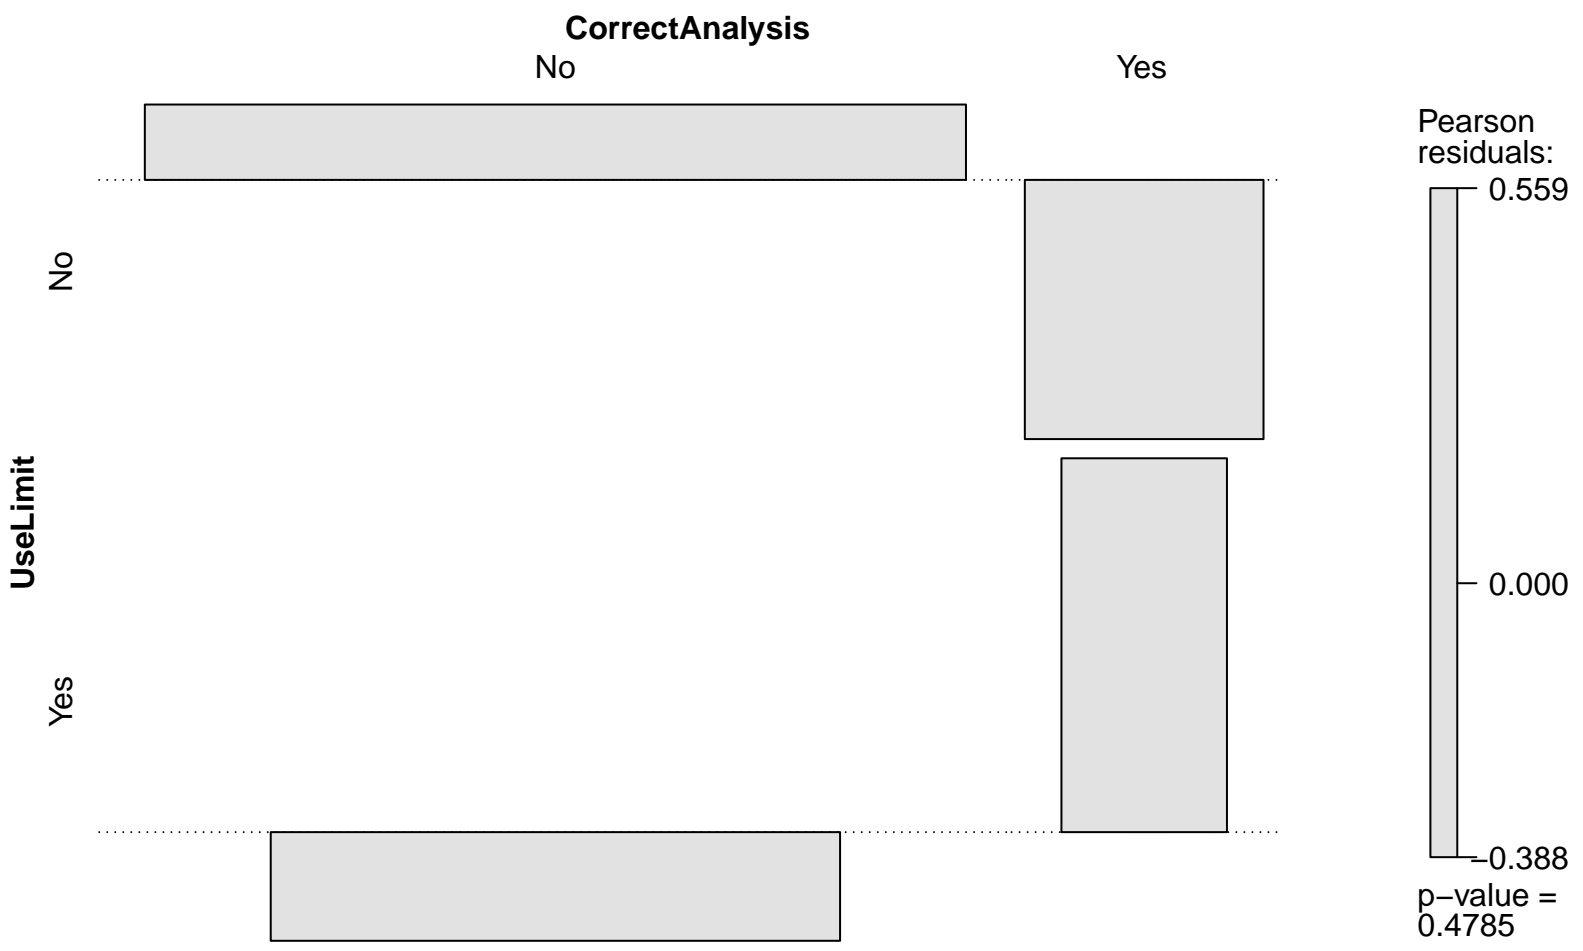 CorrectAnalysis
No
Yes
UseLimit
No
Yes
Pearson
residuals:
0.559
0.000
−0.388
p−value =
0.4785